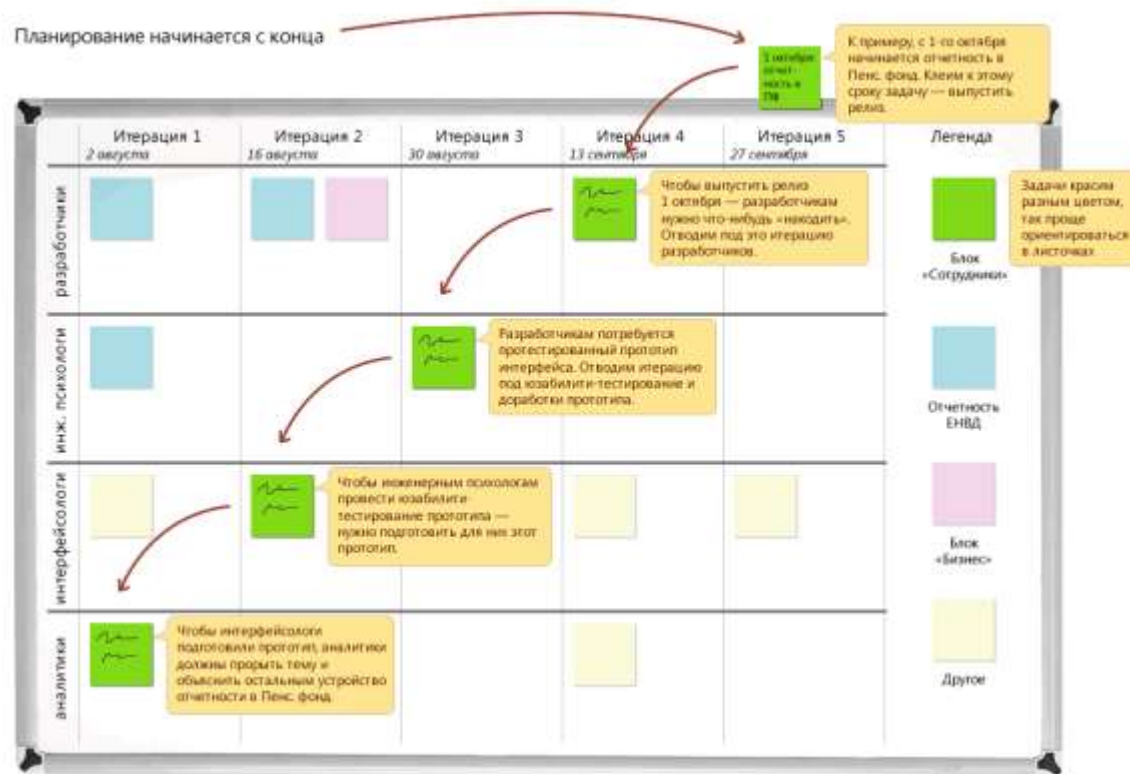 Планирование начинается с конца
1 октября
отчет-
ность в
ПФ
К примеру, с 1-го октября
начинается отчетность в
Пенс. фонд. Клеим к этому
сроку задачу — выпустить
релиз.
Итерация 1
2 августа
Итерация 2
16 августа
Итерация 3
30 августа
Итерация 4
13 сентября
Итерация 5
27 сентября
Легенда
разработчики
Чтобы выпустить релиз
1 октября — разработчикам
нужно что-нибудь «накодить».
Отводим под это итерацию
разработчиков.
Блок
«Сотрудники»
Задачи красим
разным цветом,
так проще
ориентироваться
в листочках
инж. психологи
Разработчикам потребуется
протестированный прототип
интерфейса. Отводим итерацию
под юзабилити-тестирование и
доработки прототипа.
Отчетность
ЕНВД
интерфейсологи
Чтобы инженерным психологам
провести юзабилити-
тестирование прототипа —
нужно подготовить для них этот
прототип.
Блок
«Бизнес»
аналитики
Чтобы интерфейсологи
подготовили прототип, аналитики
должны прорыть тему и
объяснить остальным устройство
отчетности в Пенс. фонд.
Другое